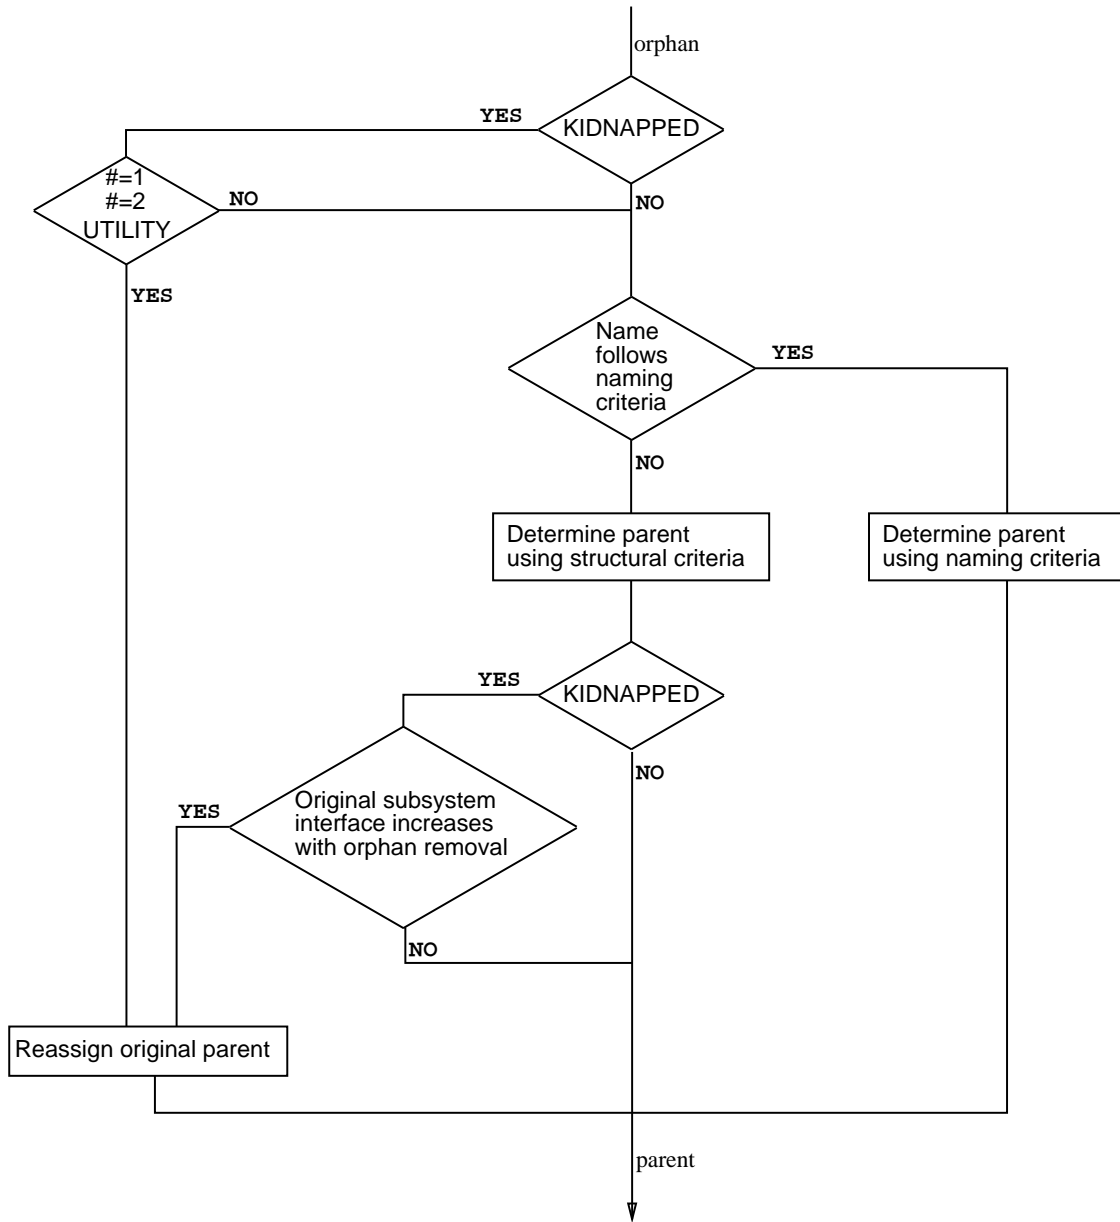 orphan
YES
KIDNAPPED
#=1
#=2
UTILITY
NO
NO
YES
Name
follows
naming
criteria
YES
NO
Determine parent
using structural criteria
Determine parent
using naming criteria
YES
KIDNAPPED
NO
YES
Original subsystem
interface increases
with orphan removal
NO
Reassign original parent
parent